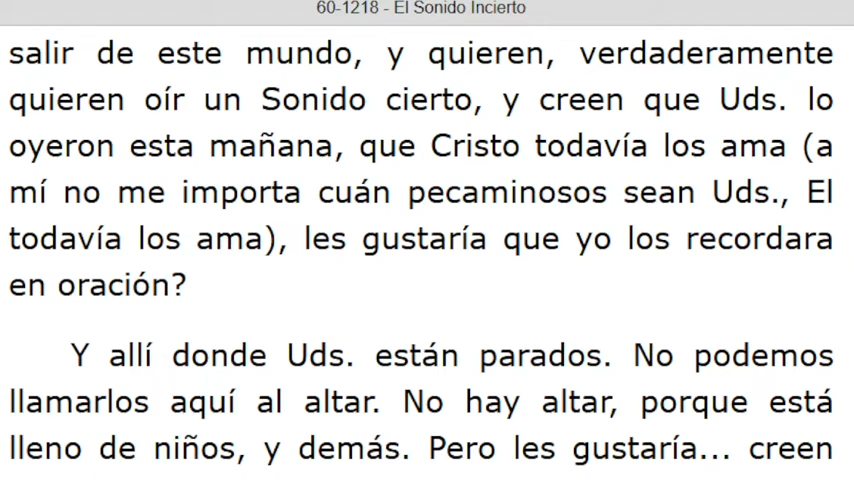 60-1218 - El Sonido Incierto
salir de este mundo, y quieren, verdaderamente
quieren oír un Sonido cierto, y creen que Uds. lo
oyeron esta mañana, que Cristo todavía los ama (a
mí no me importa cuán pecaminosos sean Uds., El
todavía los ama), les gustaría que yo los recordara
en oración?
Y allí donde Uds. están parados. No podemos
llamarlos aquí al altar. No hay altar, porque está
lleno de niños, y demás. Pero les gustaría... creen